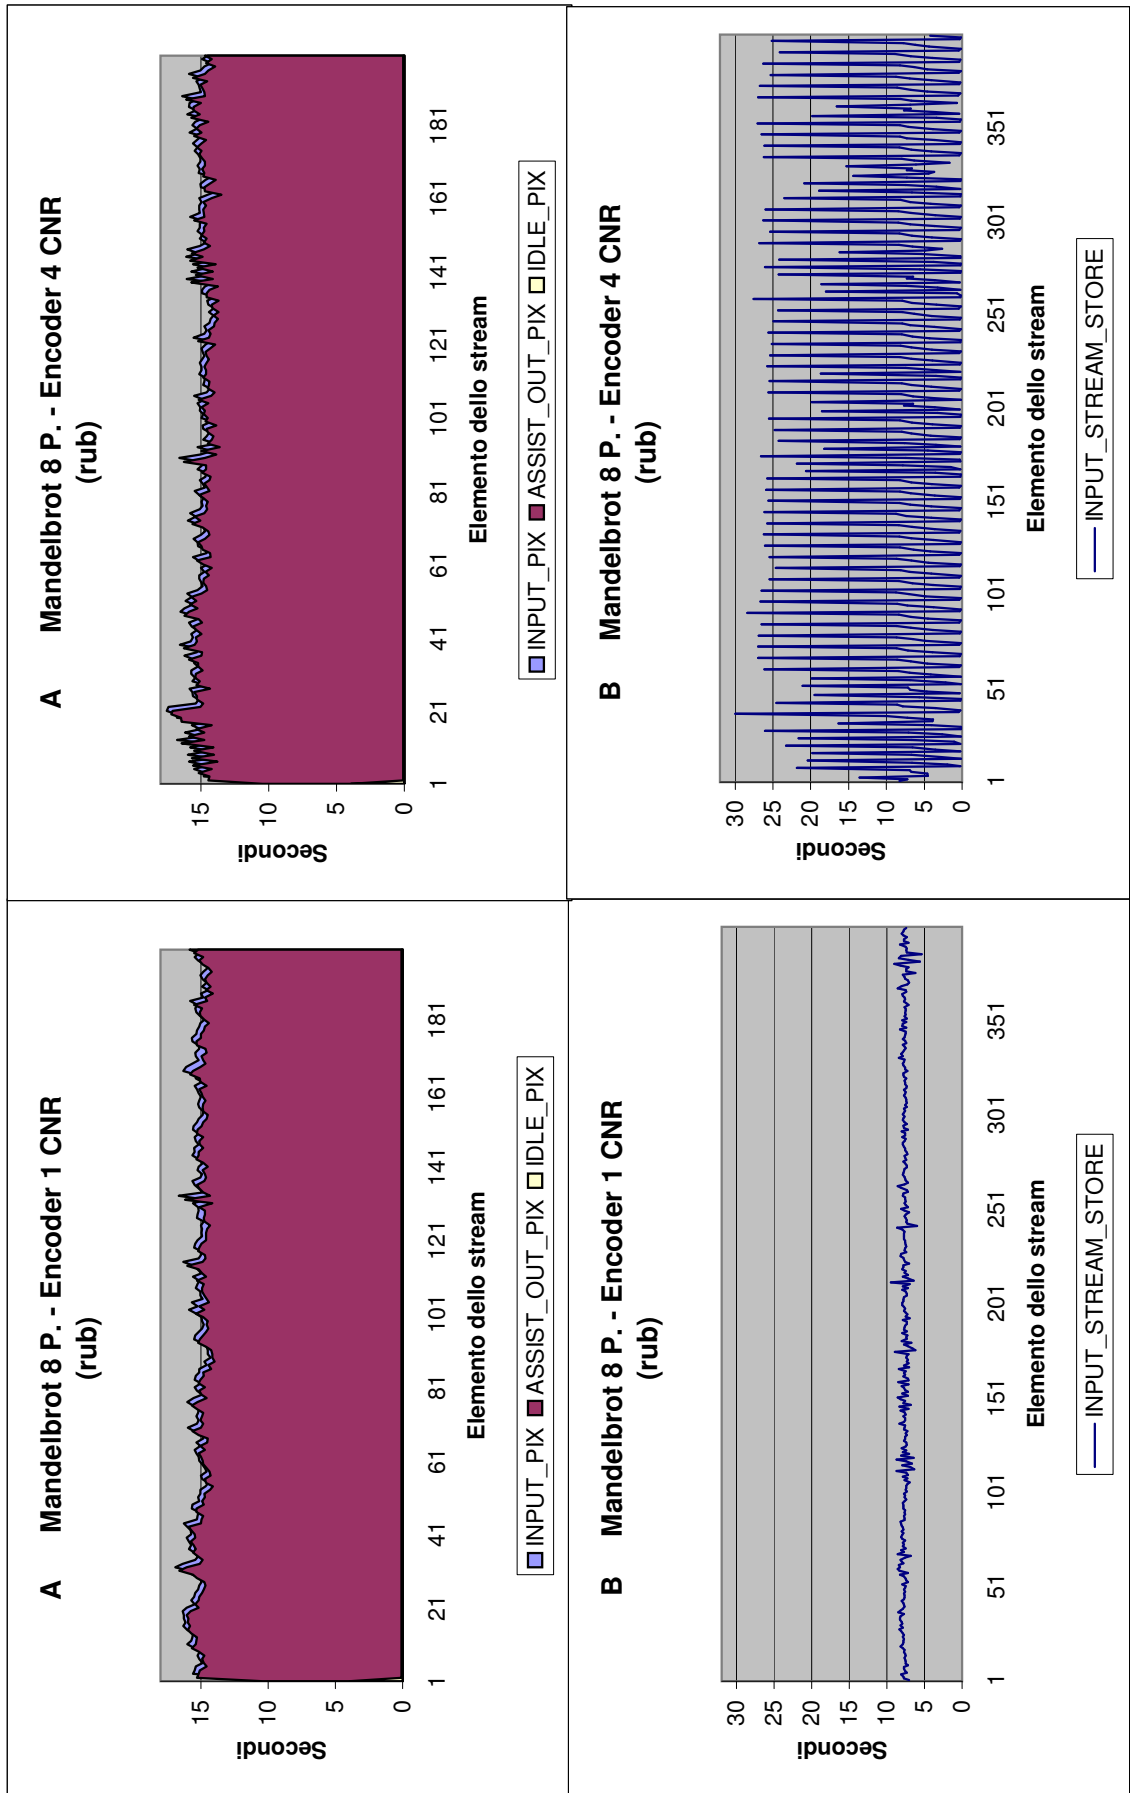 A Mandelbrot 8 P. - Encoder 1 CNR
(rub)
15
10
5
0
Secondi
1 21 41 61 81 101 121 141 161 181
Elemento dello stream
INPUT_PIX ASSIST_OUT_PIX IDLE_PIX
A Mandelbrot 8 P. - Encoder 4 CNR
(rub)
15
10
5
0
Secondi
1 21 41 61 81 101 121 141 161 181
Elemento dello stream
INPUT_PIX ASSIST_OUT_PIX IDLE_PIX
B Mandelbrot 8 P. - Encoder 1 CNR
(rub)
30
25
20
15
10
5
0
Secondi
1 51 101 151 201 251 301 351
Elemento dello stream
INPUT_STREAM_STORE
B Mandelbrot 8 P. - Encoder 4 CNR
(rub)
30
25
20
15
10
5
0
Secondi
1 51 101 151 201 251 301 351
Elemento dello stream
INPUT_STREAM_STORE